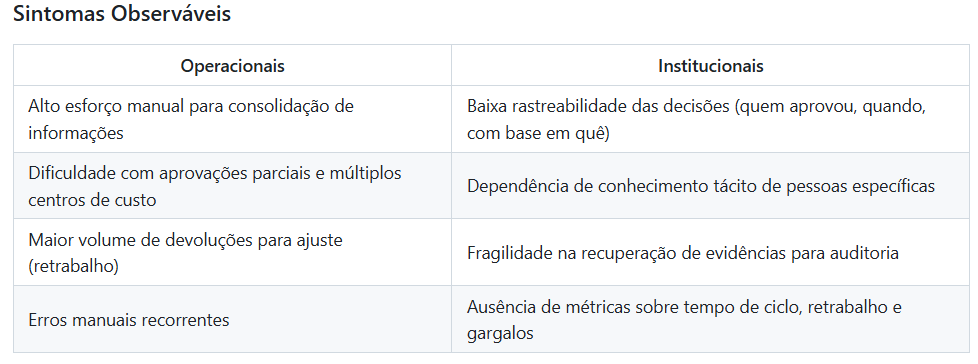 Sintomas Observáveis
Operacionais
Institucionais
Alto esforço manual para consolidação de
informações
Baixa rastreabilidade das decisões (quem aprovou, quando,
com base em quê)
Dificuldade com aprovações parciais e múltiplos
centros de custo
Dependência de conhecimento tácito de pessoas específicas
Maior volume de devoluções para ajuste
(retrabalho)
Fragilidade na recuperação de evidências para auditoria
Erros manuais recorrentes
Ausência de métricas sobre tempo de ciclo, retrabalho e
gargalos